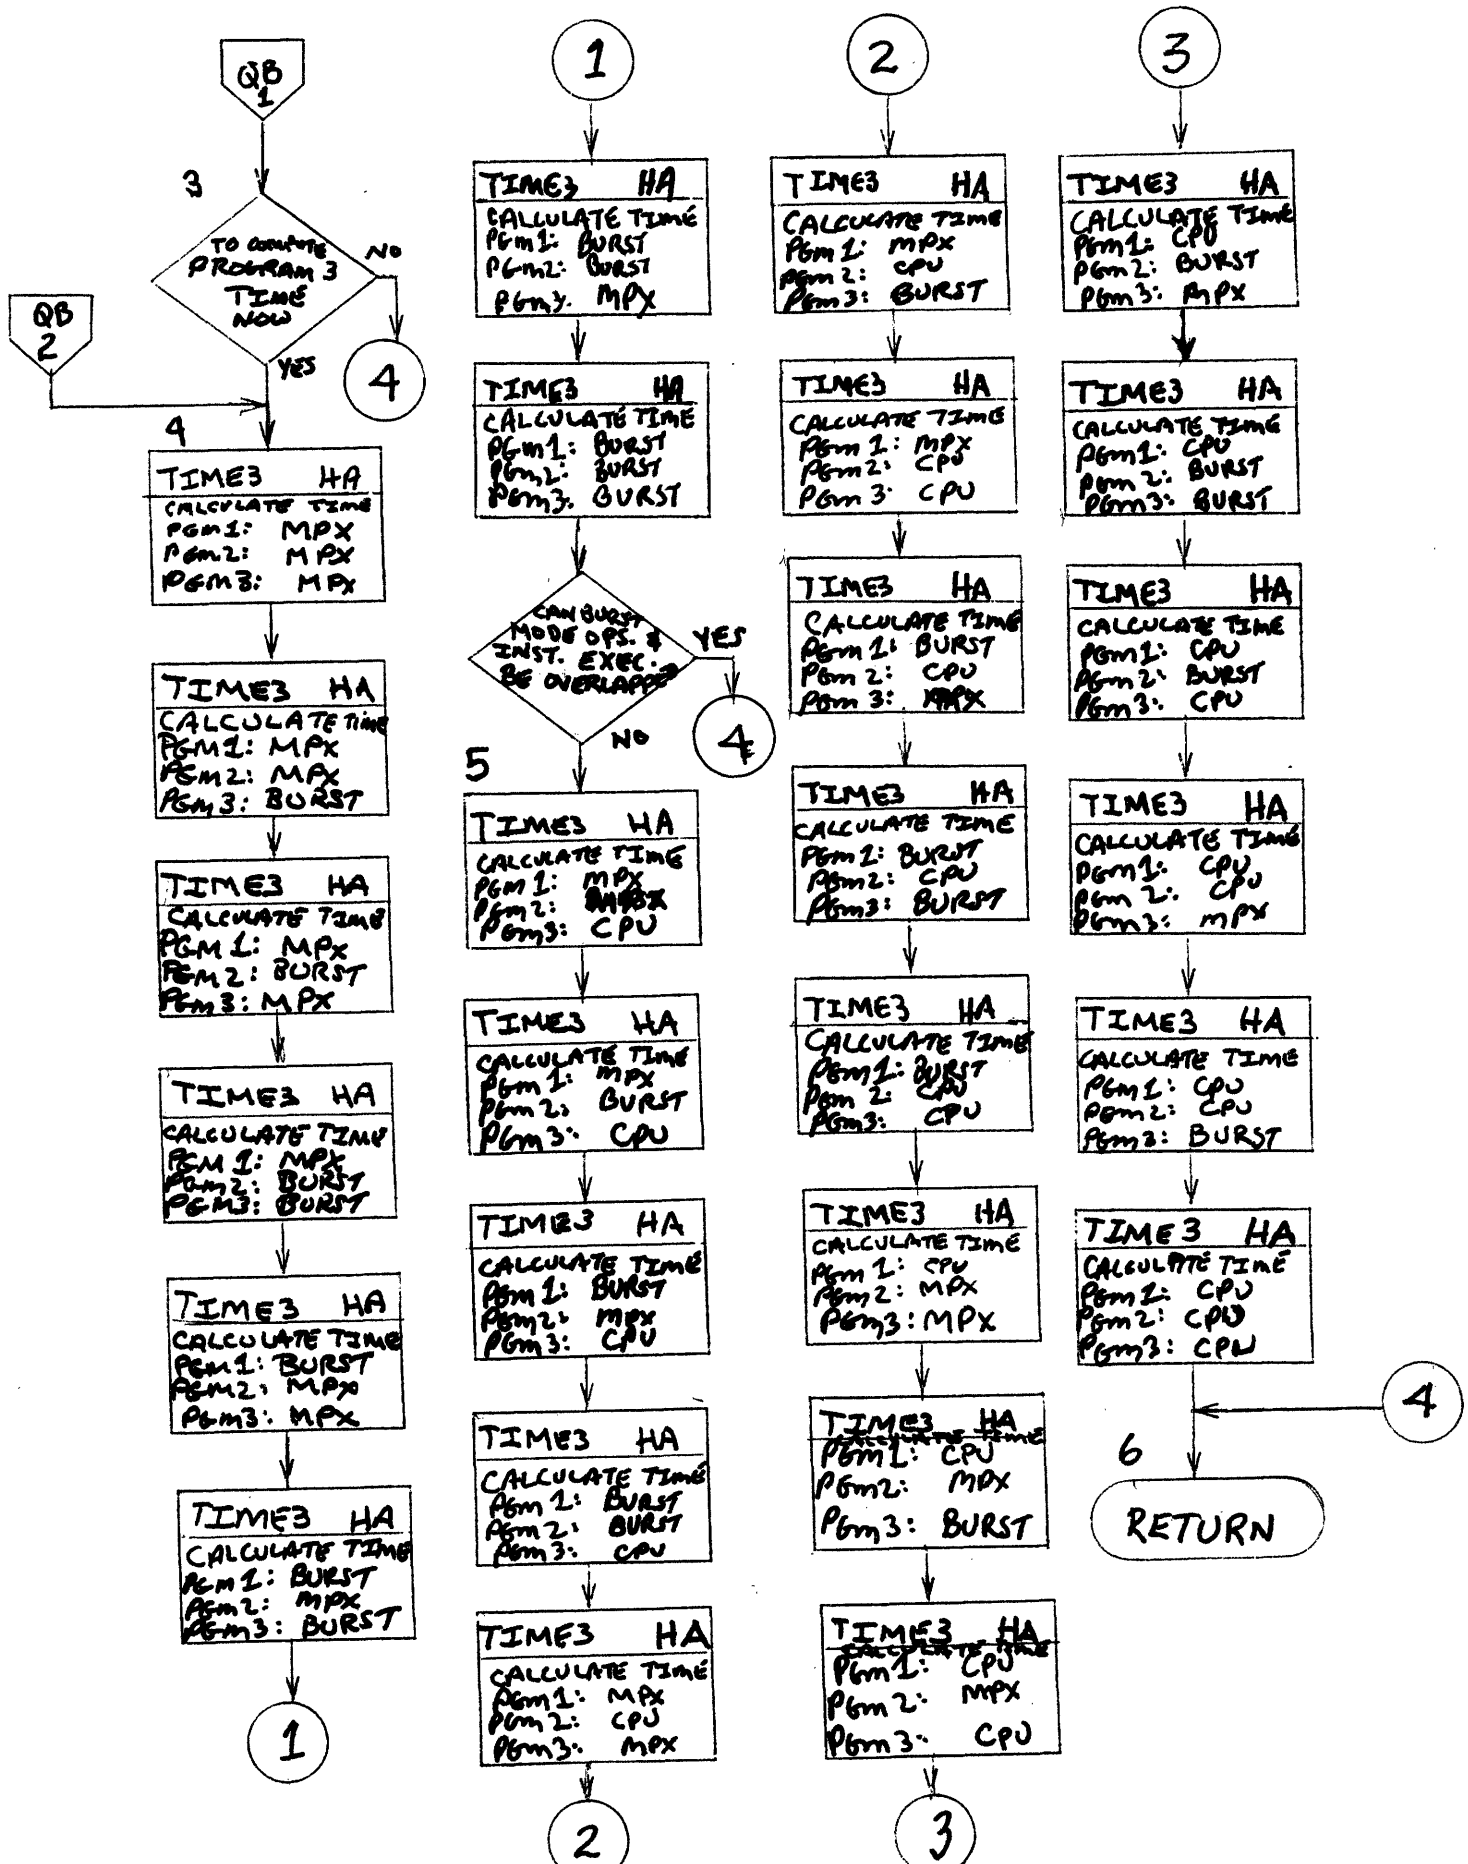 QB
1
3
TO COMPUTE
PROGRAM 3
TIME
NOW
NO
4
YES
QB
2
4
TIME3 HA
CALCULATE TIME
PGM1: MPX
PGM2: MPX
PGM3: MPX
TIME3 HA
CALCULATE TIME
PGM1: MPX
PGM2: MPX
PGM3: BURST
TIME3 HA
CALCULATE TIME
PGM1: MPX
PGM2: BURST
PGM3: MPX
TIME3 HA
CALCULATE TIME
PGM1: MPX
PGM2: BURST
PGM3: BURST
TIME3 HA
CALCULATE TIME
PGM1: BURST
PGM2: MPX
PGM3: MPX
TIME3 HA
CALCULATE TIME
PGM1: BURST
PGM2: MPX
PGM3: BURST
1
1
TIME3 HA
CALCULATE TIME
PGM1: BURST
PGM2: BURST
PGM3: MPX
TIME3 HA
CALCULATE TIME
PGM1: BURST
PGM2: BURST
PGM3: BURST
CAN BURST
MODE OPS. &
INST. EXEC.
BE OVERLAPPED
YES
4
NO
5
TIME3 HA
CALCULATE TIME
PGM1: MPX
PGM2:
PGM3: CPU
TIME3 HA
CALCULATE TIME
PGM1: MPX
PGM2: BURST
PGM3: CPU
TIME3 HA
CALCULATE TIME
PGM1: BURST
PGM2: MPX
PGM3: CPU
TIME3 HA
CALCULATE TIME
PGM1: BURST
PGM2: BURST
PGM3: CPU
TIME3 HA
CALCULATE TIME
PGM1: MPX
PGM2: CPU
PGM3: MPX
2
2
TIME3 HA
CALCULATE TIME
PGM1: MPX
PGM2: CPU
PGM3: BURST
TIME3 HA
CALCULATE TIME
PGM1: MPX
PGM2: CPU
PGM3: CPU
TIME3 HA
CALCULATE TIME
PGM1: BURST
PGM2: CPU
PGM3: MPX
TIME3 HA
CALCULATE TIME
PGM1: BURST
PGM2: CPU
PGM3: BURST
TIME3 HA
CALCULATE TIME
PGM1: BURST
PGM2: CPU
PGM3: CPU
TIME3 HA
CALCULATE TIME
PGM1: CPU
PGM2: MPX
PGM3: MPX
TIME3 HA
CALCULATE TIME
PGM1: CPU
PGM2: MPX
PGM3: BURST
TIME3 HA
CALCULATE TIME
PGM1: CPU
PGM2: MPX
PGM3: CPU
3
3
TIME3 HA
CALCULATE TIME
PGM1: CPU
PGM2: BURST
PGM3: MPX
TIME3 HA
CALCULATE TIME
PGM1: CPU
PGM2: BURST
PGM3: BURST
TIME3 HA
CALCULATE TIME
PGM1: CPU
PGM2: BURST
PGM3: CPU
TIME3 HA
CALCULATE TIME
PGM1: CPU
PGM2: CPU
PGM3: MPX
TIME3 HA
CALCULATE TIME
PGM1: CPU
PGM2: CPU
PGM3: BURST
TIME3 HA
CALCULATE TIME
PGM1: CPU
PGM2: CPU
PGM3: CPU
4
6
RETURN